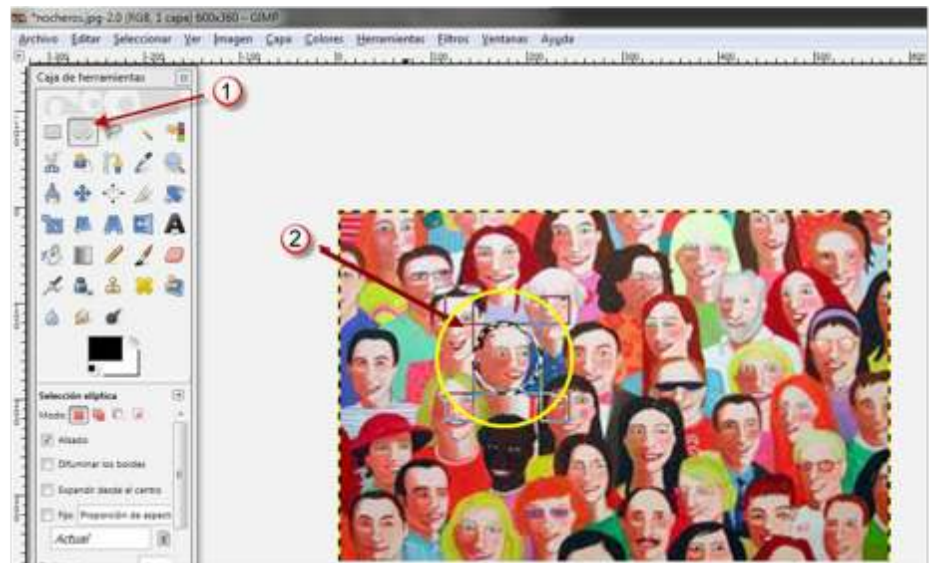 *nocheros.jpg-2.0 (RGB, 1 capa) 600x360 – GIMP
Archivo Editar Seleccionar Ver Imagen Capa Colores Herramientas Filtros Ventanas Ayuda
Caja de herramientas
1
2
Selección elíptica
Modo:
Alisado
Difuminar los bordes
Expandir desde el centro
Fijo: Proporción de aspect
Actual